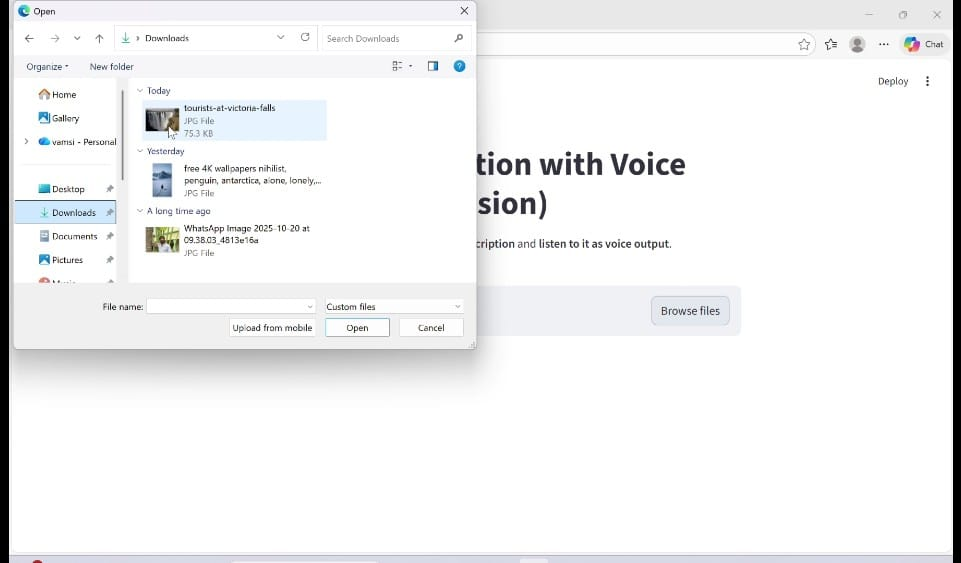 Open
Downloads
Search Downloads
Organize
New folder
Home
Gallery
vamsi - Personal
Desktop
Downloads
Documents
Pictures
Today
tourists-at-victoria-falls
JPG File
75.3 KB
Yesterday
free 4K wallpapers nihilist,
penguin, antarctica, alone, lonely,...
JPG File
A long time ago
WhatsApp Image 2025-10-20 at
09.38.03_4813e16a
JPG File
File name:
Custom files
Upload from mobile
Open
Cancel
Chat
Deploy
tion with Voice
sion)
cription and listen to it as voice output.
Browse files